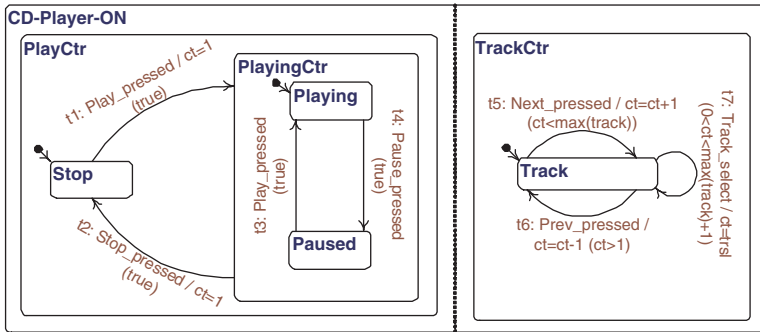 CD-Player-ON
PlayCtr
t1: Play_pressed / ct=1
(true)
Stop
t2: Stop_pressed / ct=1
(true)
PlayingCtr
Playing
t3: Play_pressed
(true)
t4: Pause_pressed
(true)
Paused
TrackCtr
t5: Next_pressed / ct=ct+1
(ct<max(track))
Track
t6: Prev_pressed /
ct=ct-1 (ct>1)
t7: Track_select / ct=trsl
(0<ct<max(track)+1)